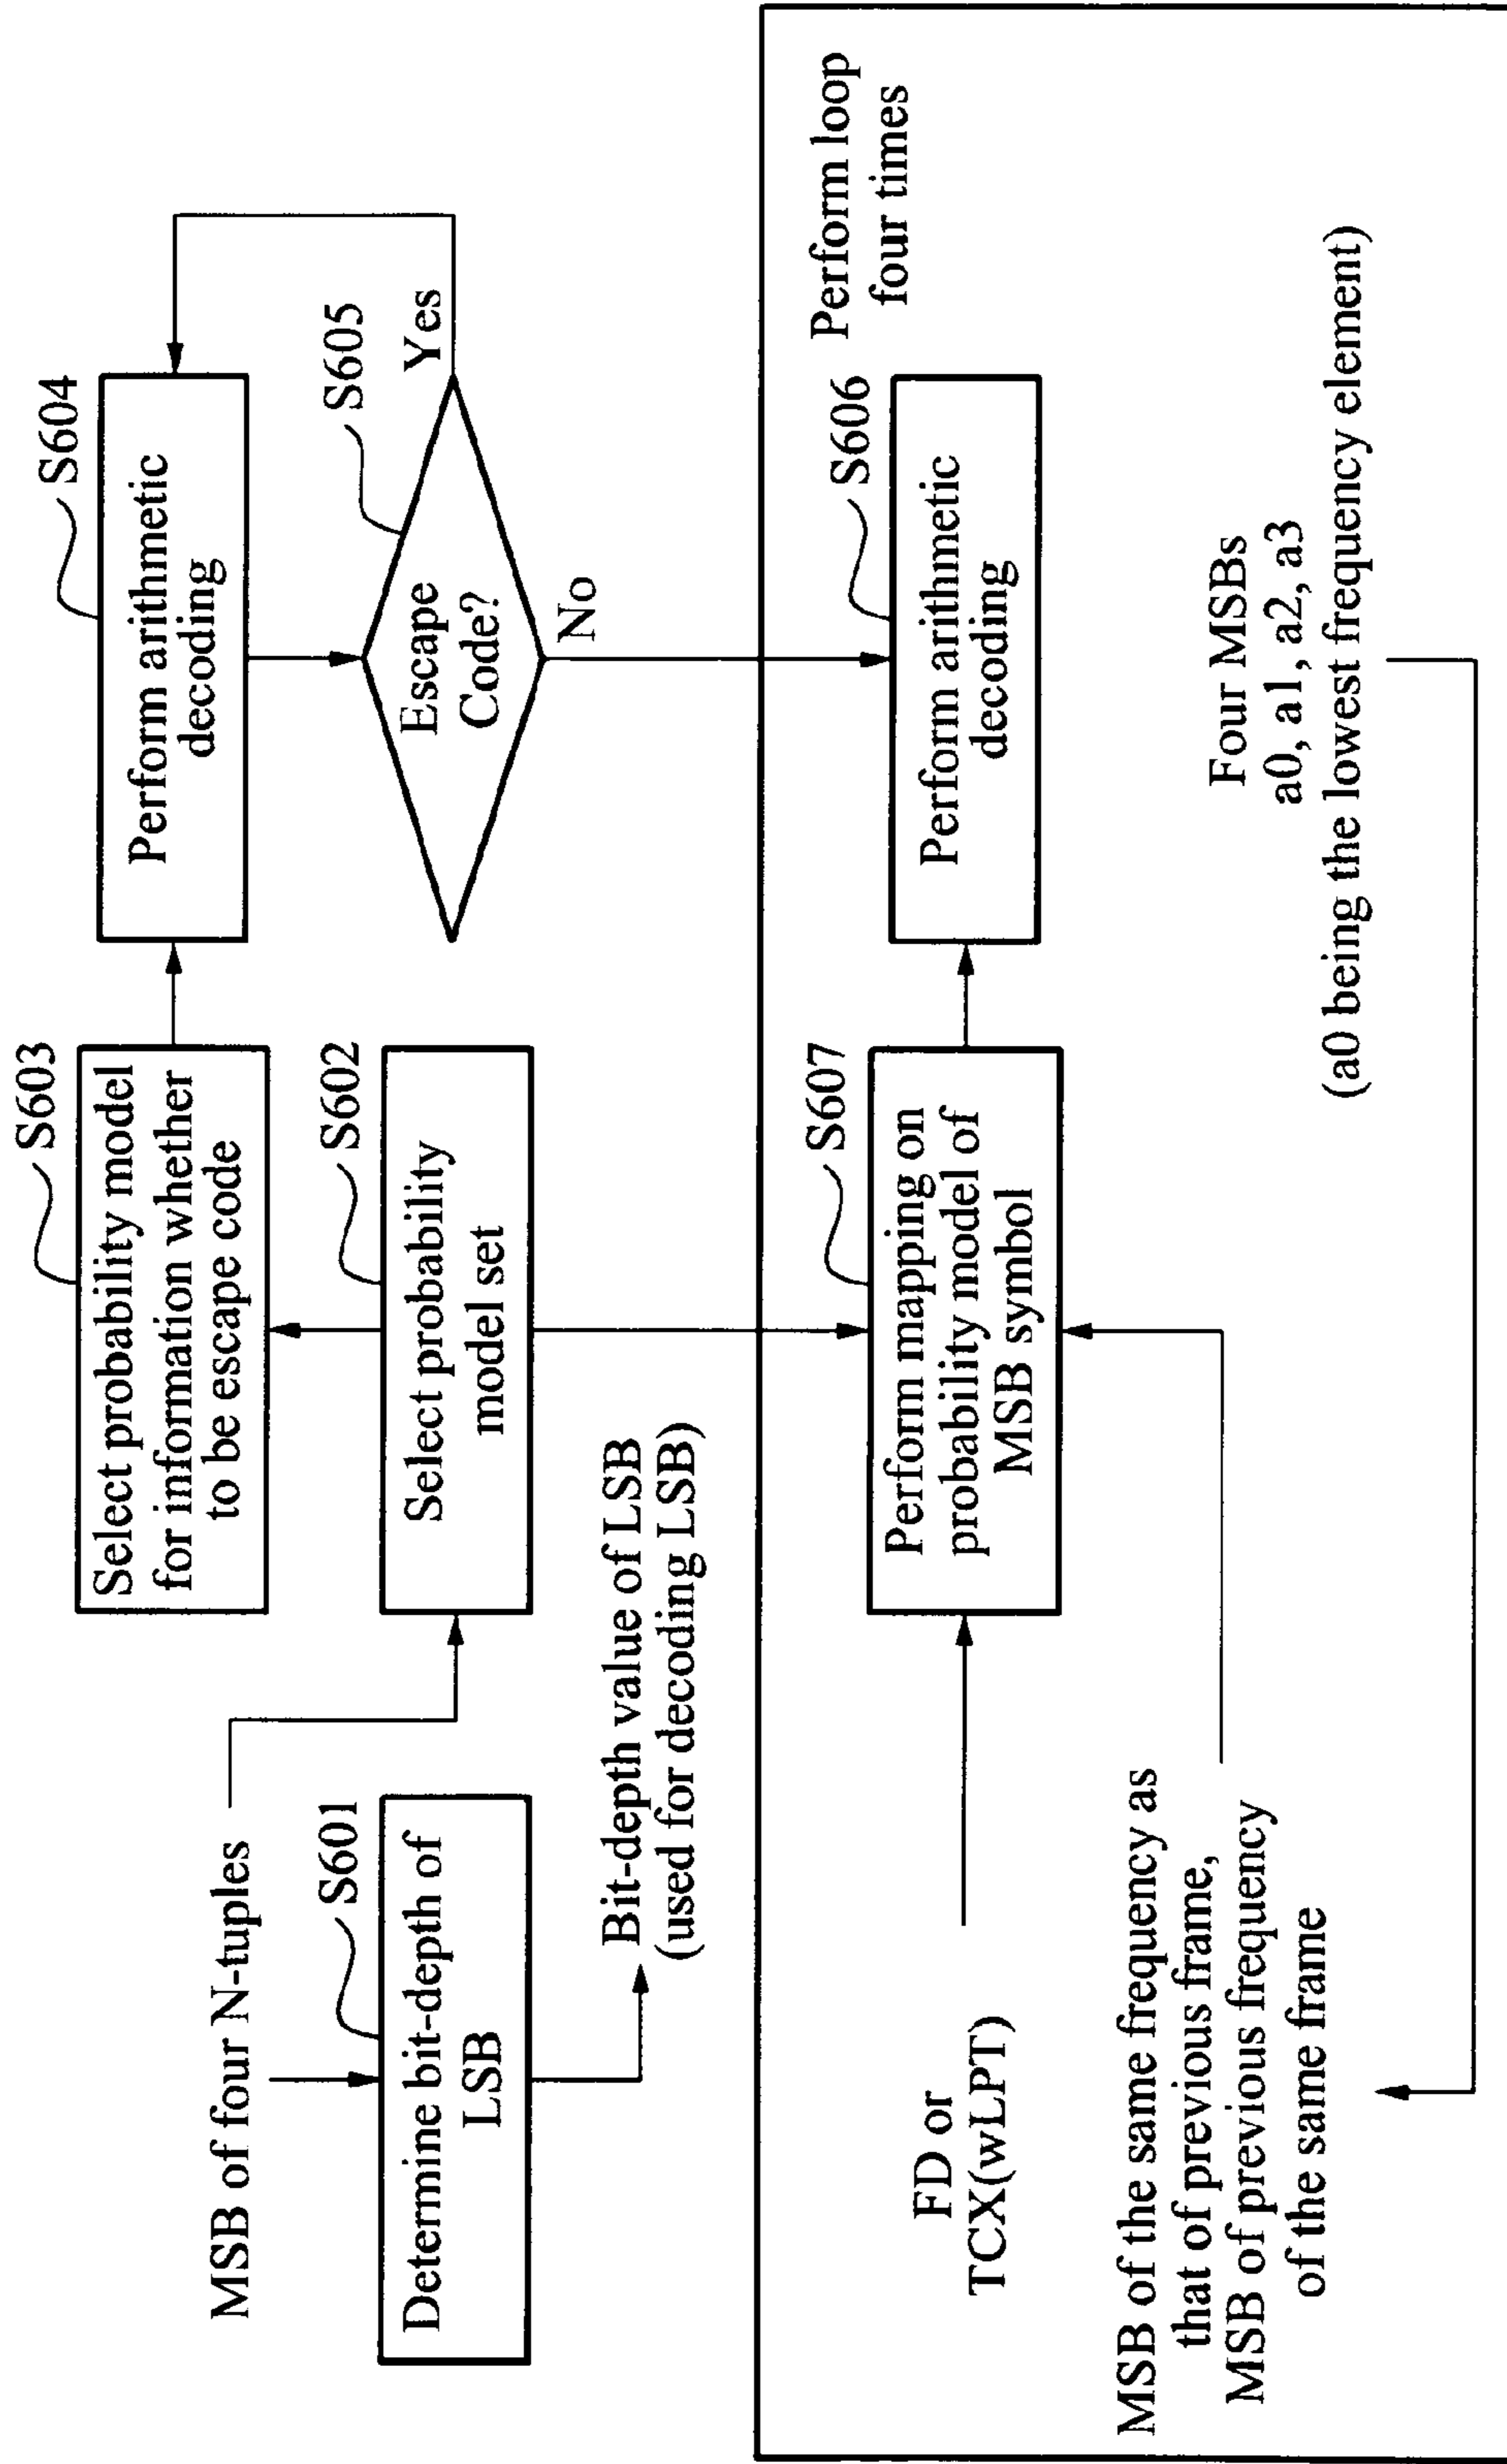 MSB of four N-tuples
S601
Determine bit-depth of
LSB
Bit-depth value of LSB
(used for decoding LSB)
S603
Select probability model
for information whether
to be escape code
S602
Select probability
model set
S604
Perform arithmetic
decoding
S605
Escape
Code?
Yes
No
Perform loop
four times
FD or
TCX(wLPT)
S607
Perform mapping on
probability model of
MSB symbol
S606
Perform arithmetic
decoding
MSB of the same frequency as
that of previous frame,
MSB of previous frequency
of the same frame
Four MSBs
a0, a1, a2, a3
(a0 being the lowest frequency element)